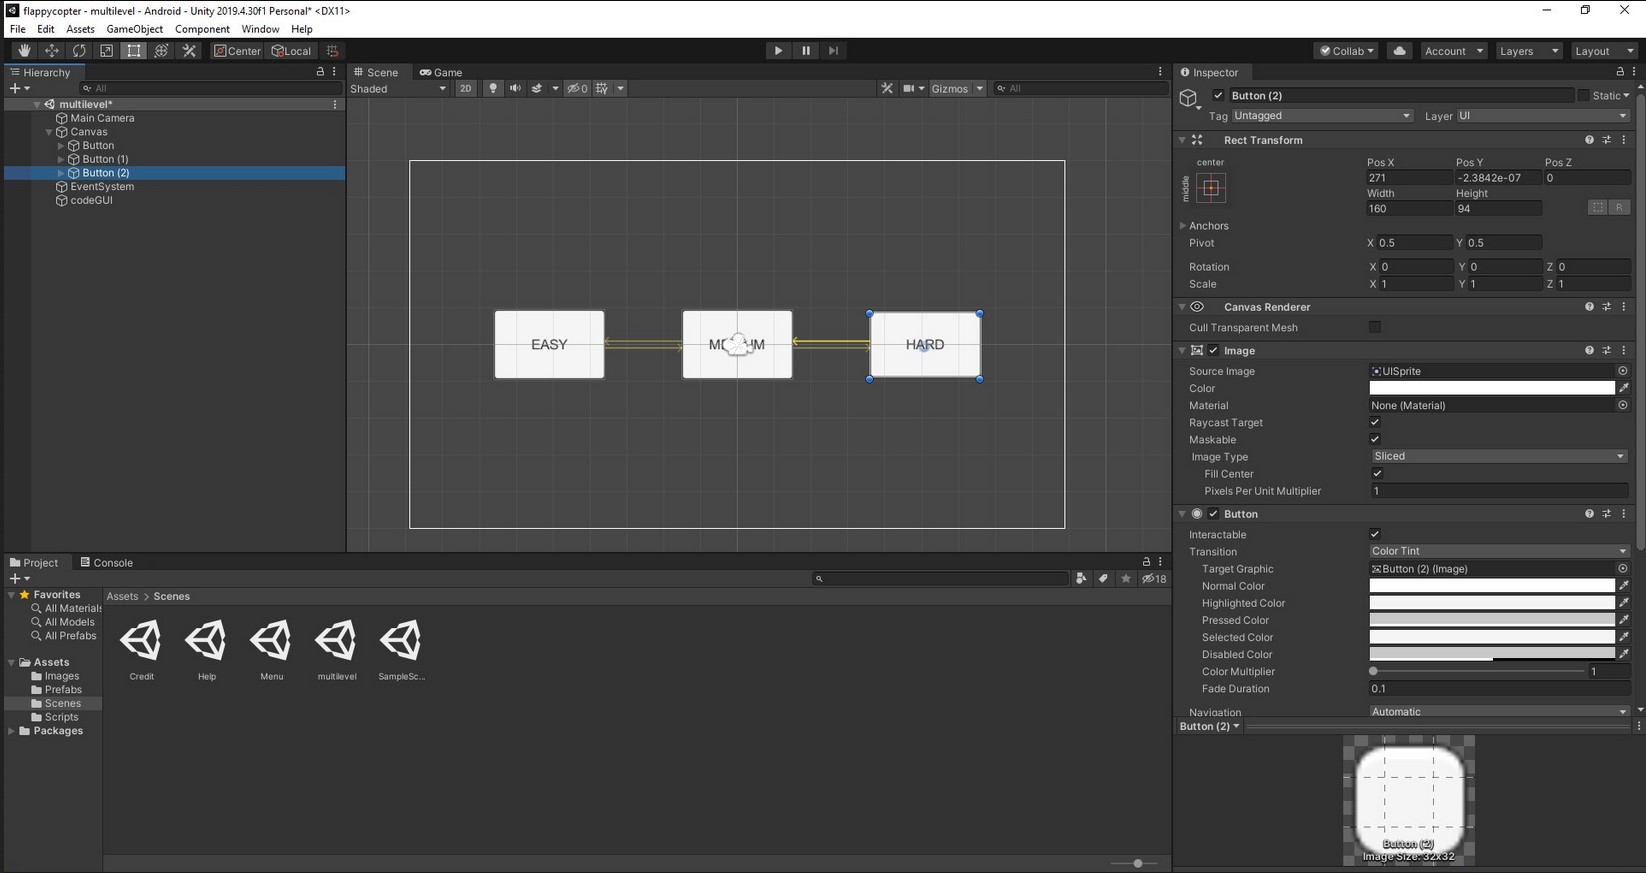 flappycopter - multilevel - Android - Unity 2019.4.30f1 Personal* <DX11>
File Edit Assets GameObject Component Window Help
Center Local Collab Account Layers Layout
Hierarchy
All
multilevel*
Main Camera
Canvas
Button
Button (1)
Button (2)
EventSystem
codeGUI
Scene Game
Shaded 2D 0 Gizmos All
EASY
HARD
Inspector
Button (2) Static
Tag Untagged Layer UI
Rect Transform
center
middle
Pos X Pos Y Pos Z
271 -2.3842e-07 0
Width Height
160 94 R
Anchors
Pivot X 0.5 Y 0.5
Rotation X 0 Y 0 Z 0
Scale X 1 Y 1 Z 1
Canvas Renderer
Cull Transparent Mesh
Image
Source Image UISprite
Color
Material None (Material)
Raycast Target
Maskable
Image Type Sliced
Fill Center
Pixels Per Unit Multiplier 1
Button
Interactable
Transition Color Tint
Target Graphic Button (2) (Image)
Normal Color
Highlighted Color
Pressed Color
Selected Color
Disabled Color
Color Multiplier 1
Fade Duration 0.1
Navigation Automatic
Button (2)
Button (2)
Image Size: 32x32
Project Console
18
Favorites
All Materials
All Models
All Prefabs
Assets
Images
Prefabs
Scenes
Scripts
Packages
Assets > Scenes
Credit Help Menu multilevel SampleSc...